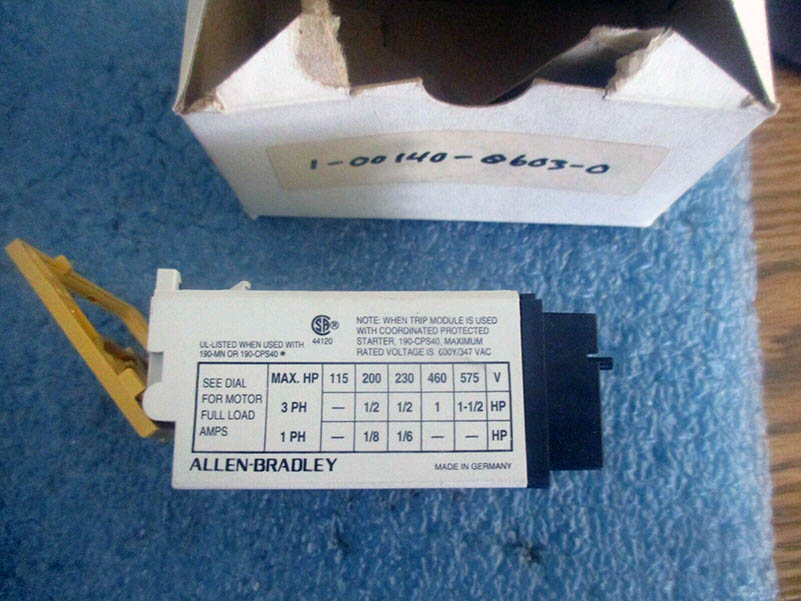 1-00140-0603-0
UL-LISTED WHEN USED WITH
190-MN OR 190-CPS40 *
SA ®
44120
NOTE: WHEN TRIP MODULE IS USED
WITH COORDINATED PROTECTED
STARTER, 190-CPS40, MAXIMUM
RATED VOLTAGE IS 600Y/347 VAC
SEE DIAL
FOR MOTOR
FULL LOAD
AMPS
MAX. HP 115 200 230 460 575 V
3 PH — 1/2 1/2 1 1-1/2 HP
1 PH — 1/8 1/6 — — HP
ALLEN-BRADLEY
MADE IN GERMANY